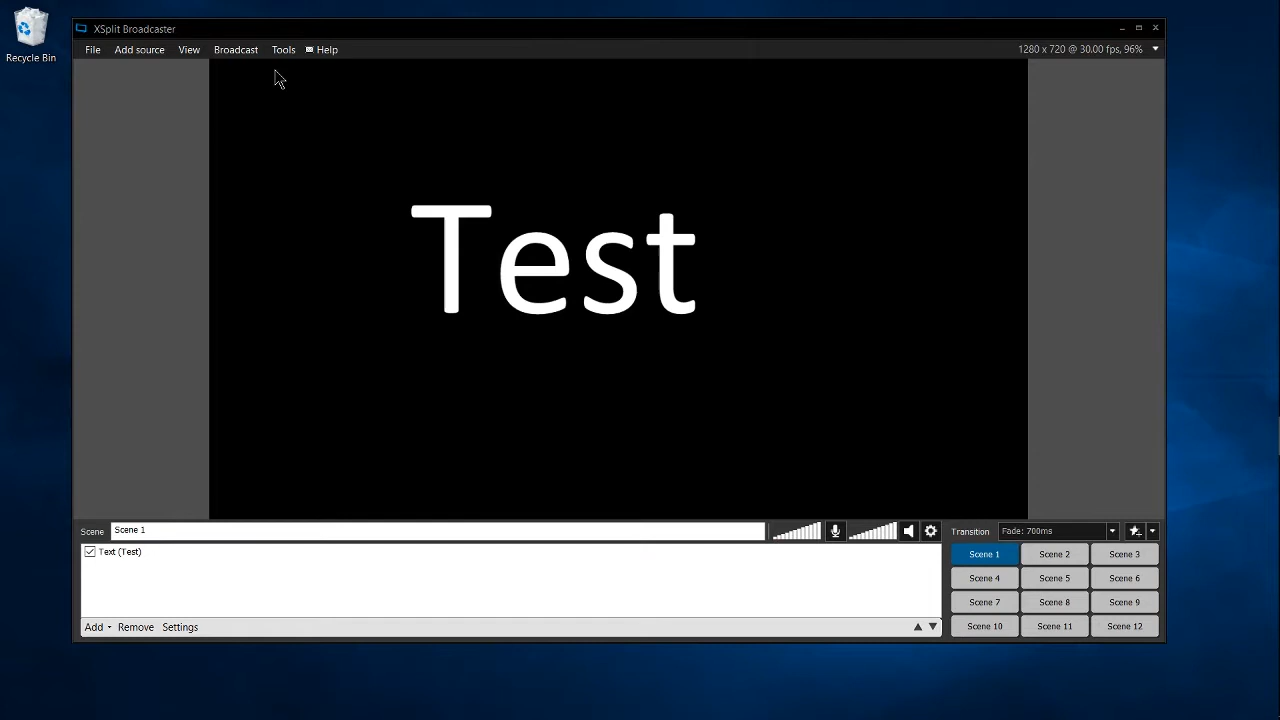 Recycle Bin
XSplit Broadcaster
File Add source View Broadcast Tools Help
1280 x 720 @ 30.00 fps, 96%
Test
Scene Scene 1
Transition Fade: 700ms
Text (Test)
Scene 1 Scene 2 Scene 3
Scene 4 Scene 5 Scene 6
Scene 7 Scene 8 Scene 9
Scene 10 Scene 11 Scene 12
Add Remove Settings